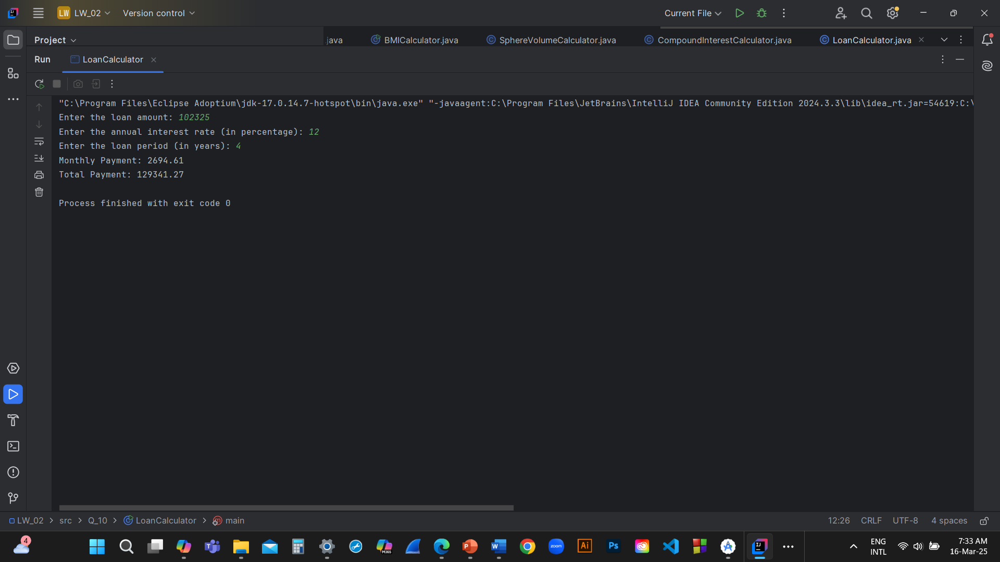 LW LW_02 Version control Current File
Project .java BMICalculator.java SphereVolumeCalculator.java CompoundInterestCalculator.java LoanCalculator.java
Run LoanCalculator
"C:\Program Files\Eclipse Adoptium\jdk-17.0.14.7-hotspot\bin\java.exe" "-javaagent:C:\Program Files\JetBrains\IntelliJ IDEA Community Edition 2024.3.3\lib\idea_rt.jar=54619:C:\
Enter the loan amount: 102325
Enter the annual interest rate (in percentage): 12
Enter the loan period (in years): 4
Monthly Payment: 2694.61
Total Payment: 129341.27
Process finished with exit code 0
LW_02 > src > Q_10 > LoanCalculator > main 12:26 CRLF UTF-8 4 spaces
4 M365 zoom Ai Ps ENG 7:33 AM
INTL 16-Mar-25